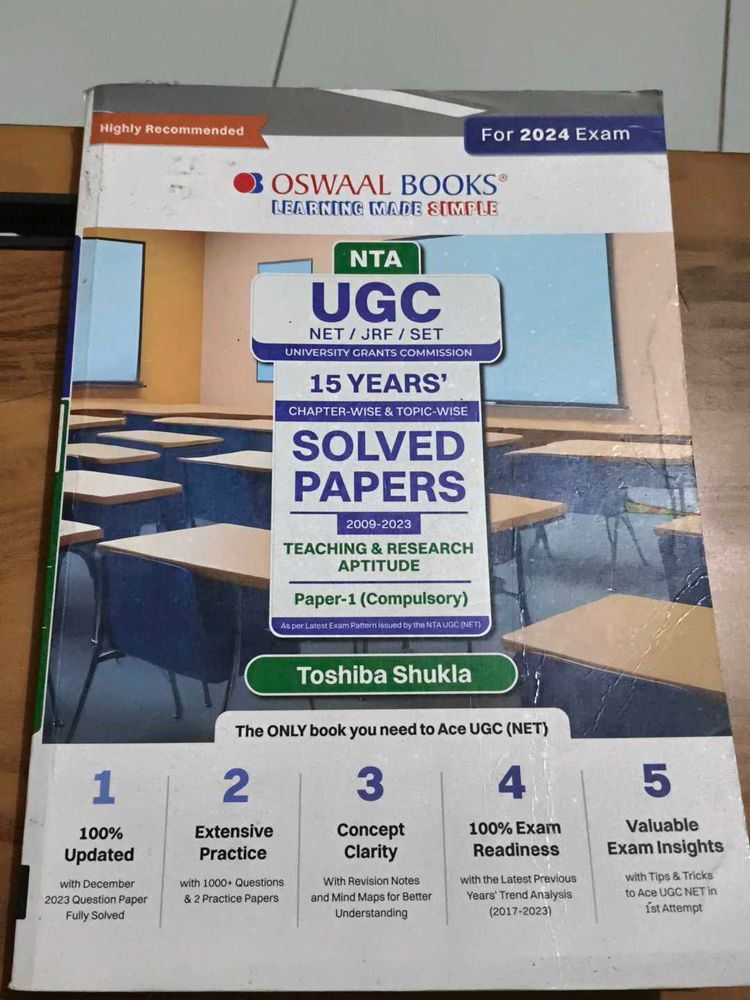 Highly Recommended
For 2024 Exam
OSWAAL BOOKS®
LEARNING MADE SIMPLE
NTA
UGC
NET / JRF / SET
UNIVERSITY GRANTS COMMISSION
15 YEARS'
CHAPTER-WISE & TOPIC-WISE
SOLVED
PAPERS
2009-2023
TEACHING & RESEARCH
APTITUDE
Paper-1 (Compulsory)
As per Latest Exam Pattern Issued by the NTA UGC (NET)
Toshiba Shukla
The ONLY book you need to Ace UGC (NET)
1
100%
Updated
with December
2023 Question Paper
Fully Solved
2
Extensive
Practice
with 1000+ Questions
& 2 Practice Papers
3
Concept
Clarity
With Revision Notes
and Mind Maps for Better
Understanding
4
100% Exam
Readiness
with the Latest Previous
Years' Trend Analysis
(2017-2023)
5
Valuable
Exam Insights
with Tips & Tricks
to Ace UGC NET in
1st Attempt